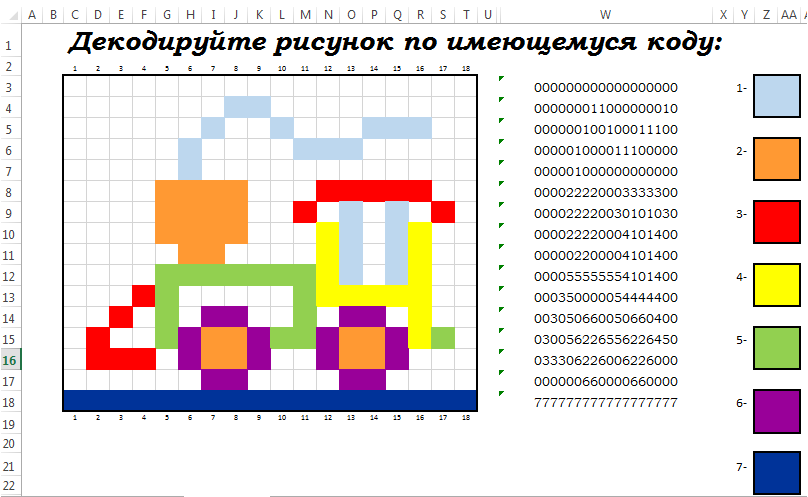 A B C D E F G H I J K L M N O P Q R S T U W X Y Z AA
1 Декодируйте рисунок по имеющемуся коду:
2 1 2 3 4 5 6 7 8 9 10 11 12 13 14 15 16 17 18
3 000000000000000000 1-
4 000000011000000010
5 000000100100011100
6 000001000011100000 2-
7 000001000000000000
8 000022220003333300
9 000022220030101030 3-
10 000022220004101400
11 000002200004101400
12 000055555554101400 4-
13 000350000054444400
14 003050660050660400
15 030056226556226450 5-
16 033306226006226000
17 000000660000660000
18 777777777777777777 6-
19 1 2 3 4 5 6 7 8 9 10 11 12 13 14 15 16 17 18
20
21 7-
22